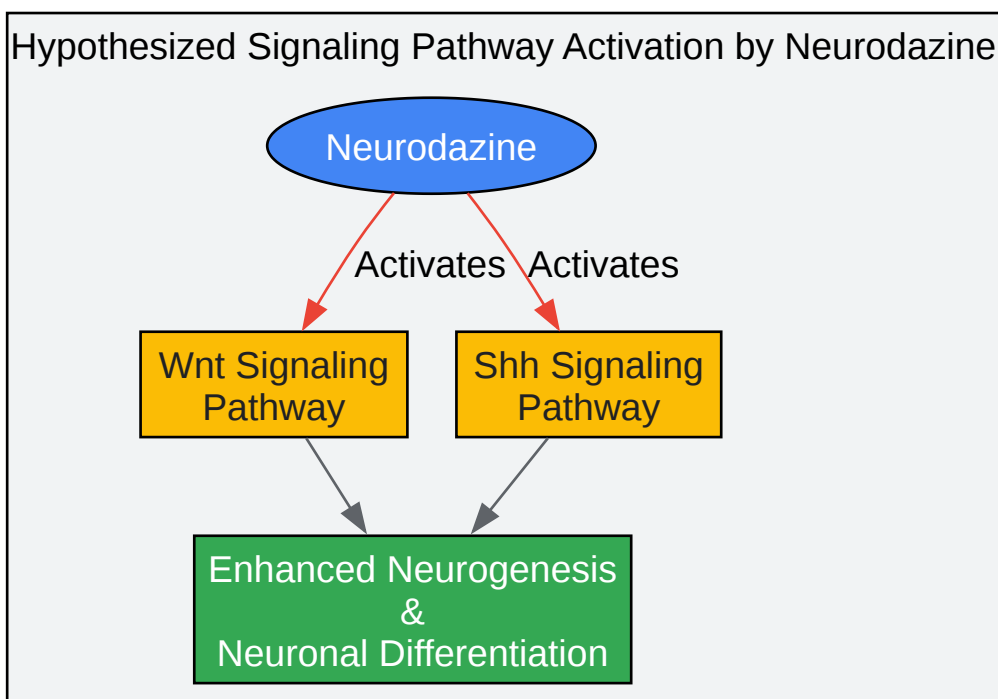 Hypothesized Signaling Pathway Activation by Neurodazine
Neurodazine
Activates
Activates
Wnt Signaling
Pathway
Shh Signaling
Pathway
Enhanced Neurogenesis
&
Neuronal Differentiation